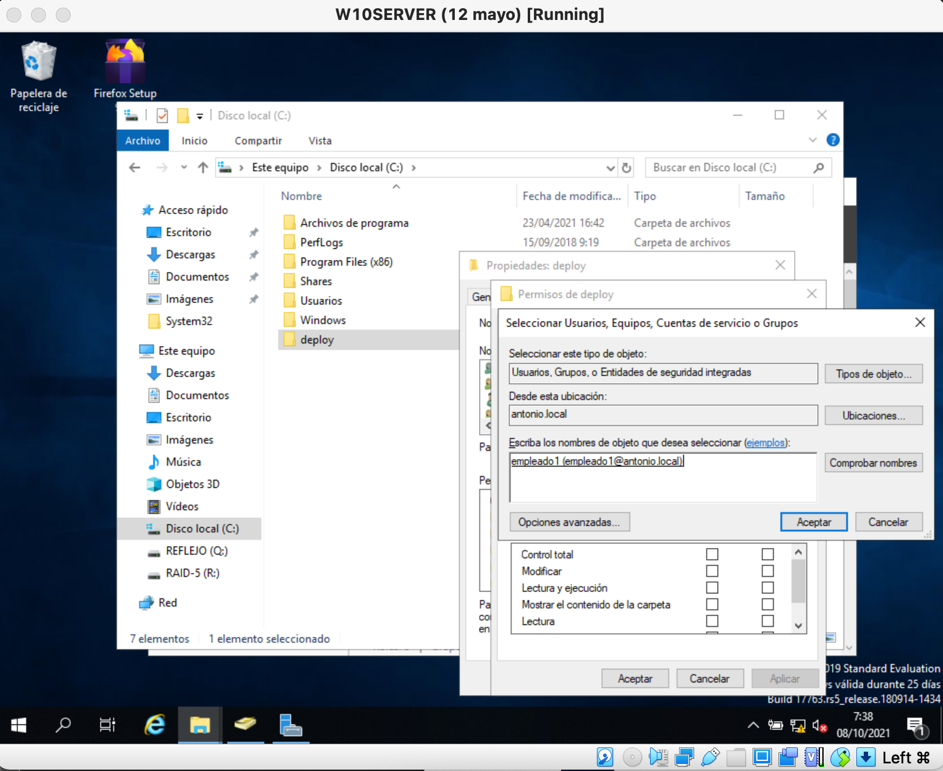 W10SERVER (12 mayo) [Running]
Papelera de
reciclaje
Firefox Setup
Disco local (C:)
Archivo Inicio Compartir Vista
Este equipo > Disco local (C:) >
Buscar en Disco local (C:)
Nombre Fecha de modifica... Tipo Tamaño
Acceso rápido
Escritorio
Descargas
Documentos
Imágenes
System32
Este equipo
Descargas
Documentos
Escritorio
Imágenes
Música
Objetos 3D
Vídeos
Disco local (C:)
REFLEJO (Q:)
RAID-5 (R:)
Red
Archivos de programa 23/04/2021 16:42 Carpeta de archivos
PerfLogs 15/09/2018 9:19 Carpeta de archivos
Program Files (x86)
Shares
Usuarios
Windows
deploy
7 elementos 1 elemento seleccionado
Propiedades: deploy
Gen
No
No
Pa
Pe
Pa
co
en
Permisos de deploy
Seleccionar Usuarios, Equipos, Cuentas de servicio o Grupos
Seleccionar este tipo de objeto:
Usuarios, Grupos, o Entidades de seguridad integradas
Tipos de objeto...
Desde esta ubicación:
antonio.local
Ubicaciones...
Escriba los nombres de objeto que desea seleccionar (ejemplos):
empleado1 (empleado1@antonio.local)
Comprobar nombres
Opciones avanzadas... Aceptar Cancelar
Control total
Modificar
Lectura y ejecución
Mostrar el contenido de la carpeta
Lectura
Aceptar Cancelar Aplicar
019 Standard Evaluation
s válida durante 25 días
Build 17763.rs5_release.180914-1434
7:38
08/10/2021
1
Left ⌘